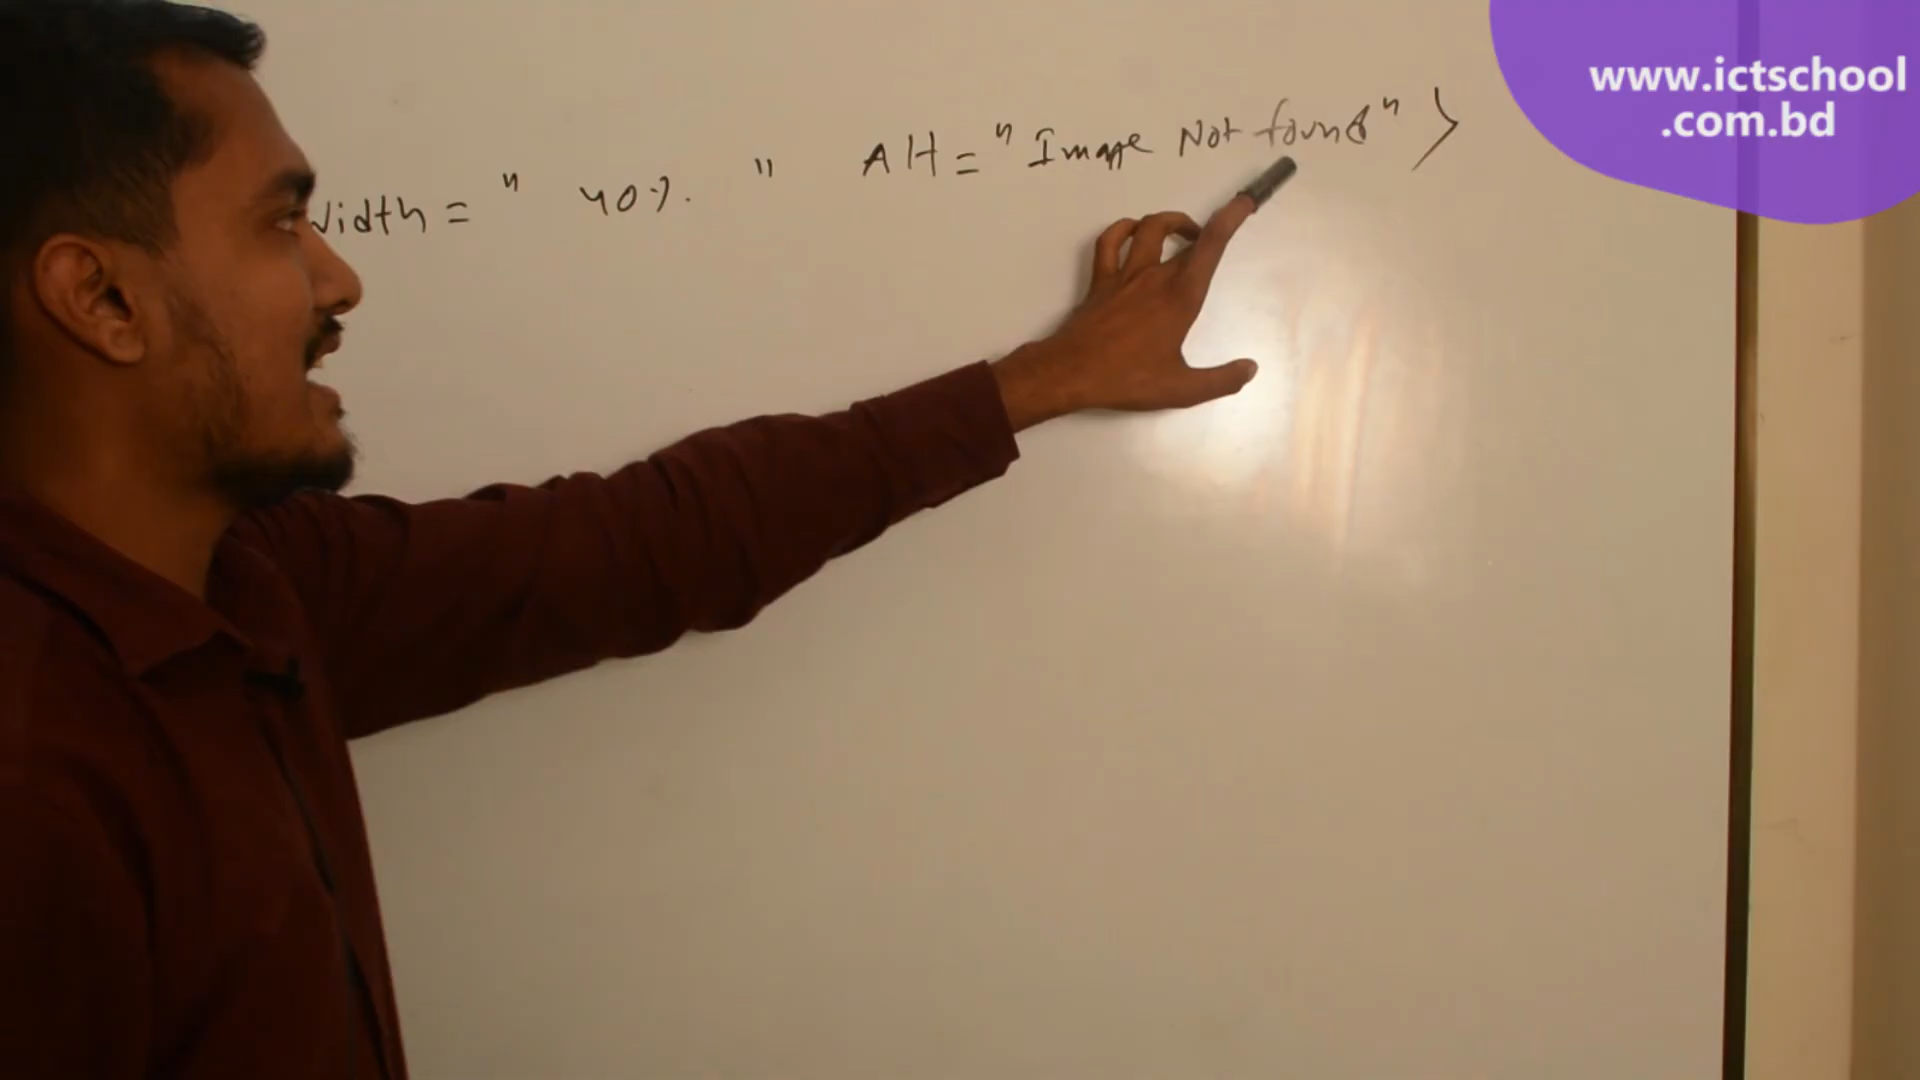 Width = " 40%. " Alt = "Image Not found" >
www.ictschool
.com.bd